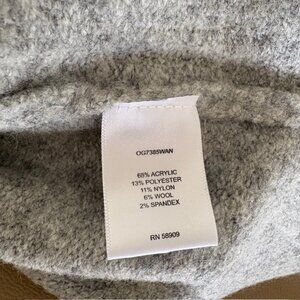 OG7385WAN
68% ACRYLIC
13% POLYESTER
11% NYLON
6% WOOL
2% SPANDEX
RN 58909